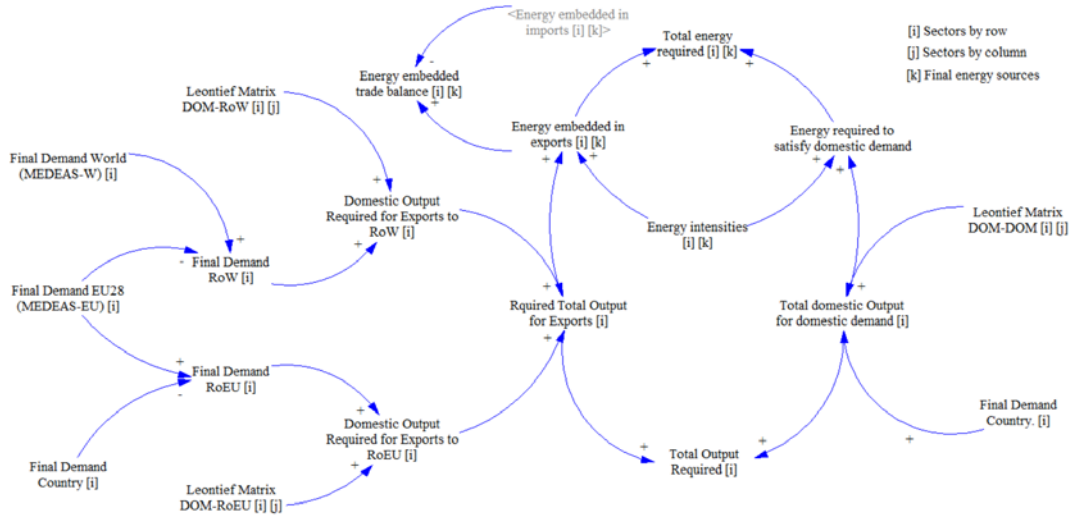 <Energy embedded in
imports [i] [k]>
Total energy
required [i] [k]
[i] Sectors by row
[j] Sectors by column
[k] Final energy sources
-
+
+
Energy embedded
trade balance [i] [k]
+
Leontief Matrix
DOM-RoW [i] [j]
Energy embedded in
exports [i] [k]
Energy required to
satisfy domestic demand
+
+
+
+
Final Demand World
(MEDEAS-W) [i]
+
Domestic Output
Required for Exports to
RoW [i]
Energy intensities
[i] [k]
Leontief Matrix
DOM-DOM [i] [j]
+
+
-
Final Demand
RoW [i]
Final Demand EU28
(MEDEAS-EU) [i]
+
Rquired Total Output
for Exports [i]
+
+
Total domestic Output
for domestic demand [i]
+
-
Final Demand
RoEU [i]
+
Domestic Output
Required for Exports to
RoEU [i]
+
Final Demand
Country. [i]
+
+
+
Final Demand
Country [i]
Total Output
Required [i]
Leontief Matrix
DOM-RoEU [i] [j]